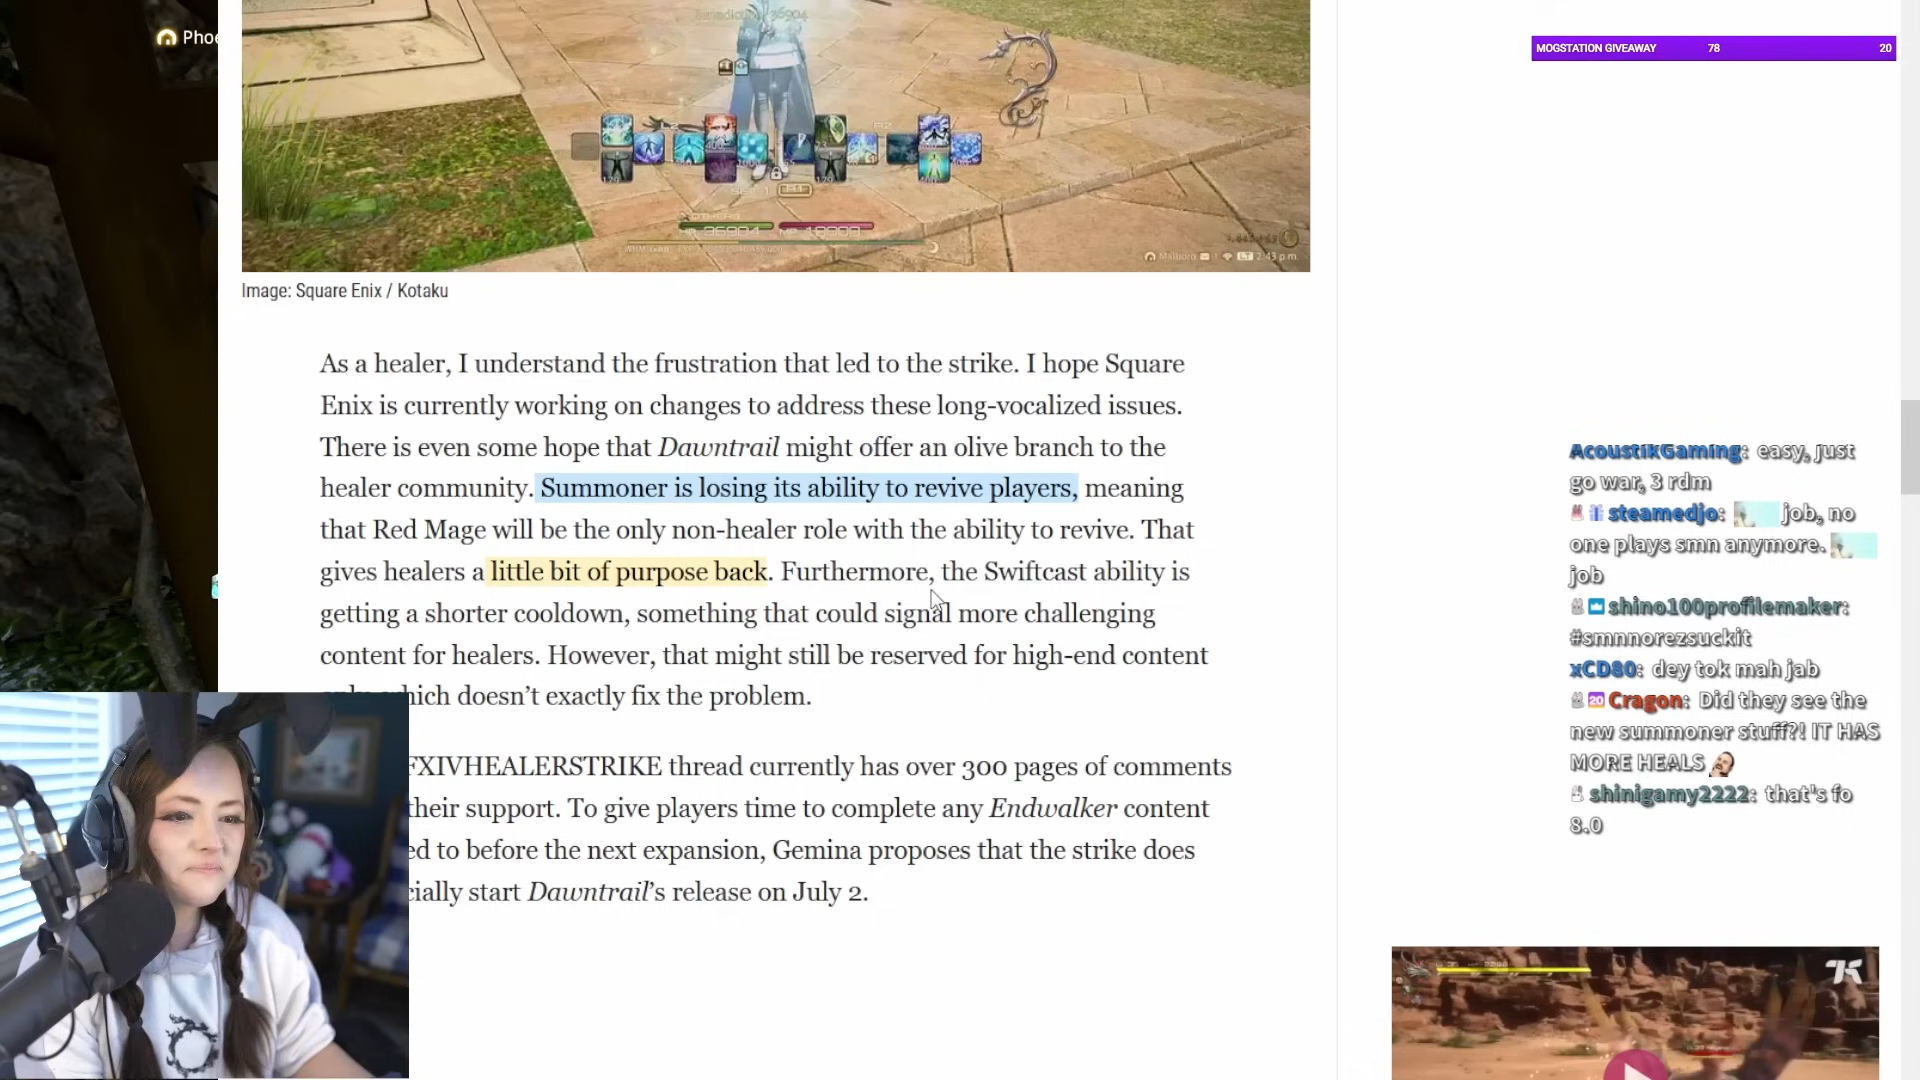 Phoe
MOGSTATION GIVEAWAY 78 20
2:43 p.m.
Image: Square Enix / Kotaku
As a healer, I understand the frustration that led to the strike. I hope Square
Enix is currently working on changes to address these long-vocalized issues.
There is even some hope that Dawntrail might offer an olive branch to the
healer community. Summoner is losing its ability to revive players, meaning
that Red Mage will be the only non-healer role with the ability to revive. That
gives healers a little bit of purpose back. Furthermore, the Swiftcast ability is
getting a shorter cooldown, something that could signal more challenging
content for healers. However, that might still be reserved for high-end content
which doesn’t exactly fix the problem.
FXIVHEALERSTRIKE thread currently has over 300 pages of comments
their support. To give players time to complete any Endwalker content
ed to before the next expansion, Gemina proposes that the strike does
cially start Dawntrail’s release on July 2.
AcoustikGaming: easy, just
go war, 3 rdm
steamedjo: job, no
one plays smn anymore.
job
shino100profilemaker:
#smnnorezsuckit
xCD80: dey tok mah jab
20 Cragon: Did they see the
new summoner stuff?! IT HAS
MORE HEALS
shinigamy2222: that's fo
8.0